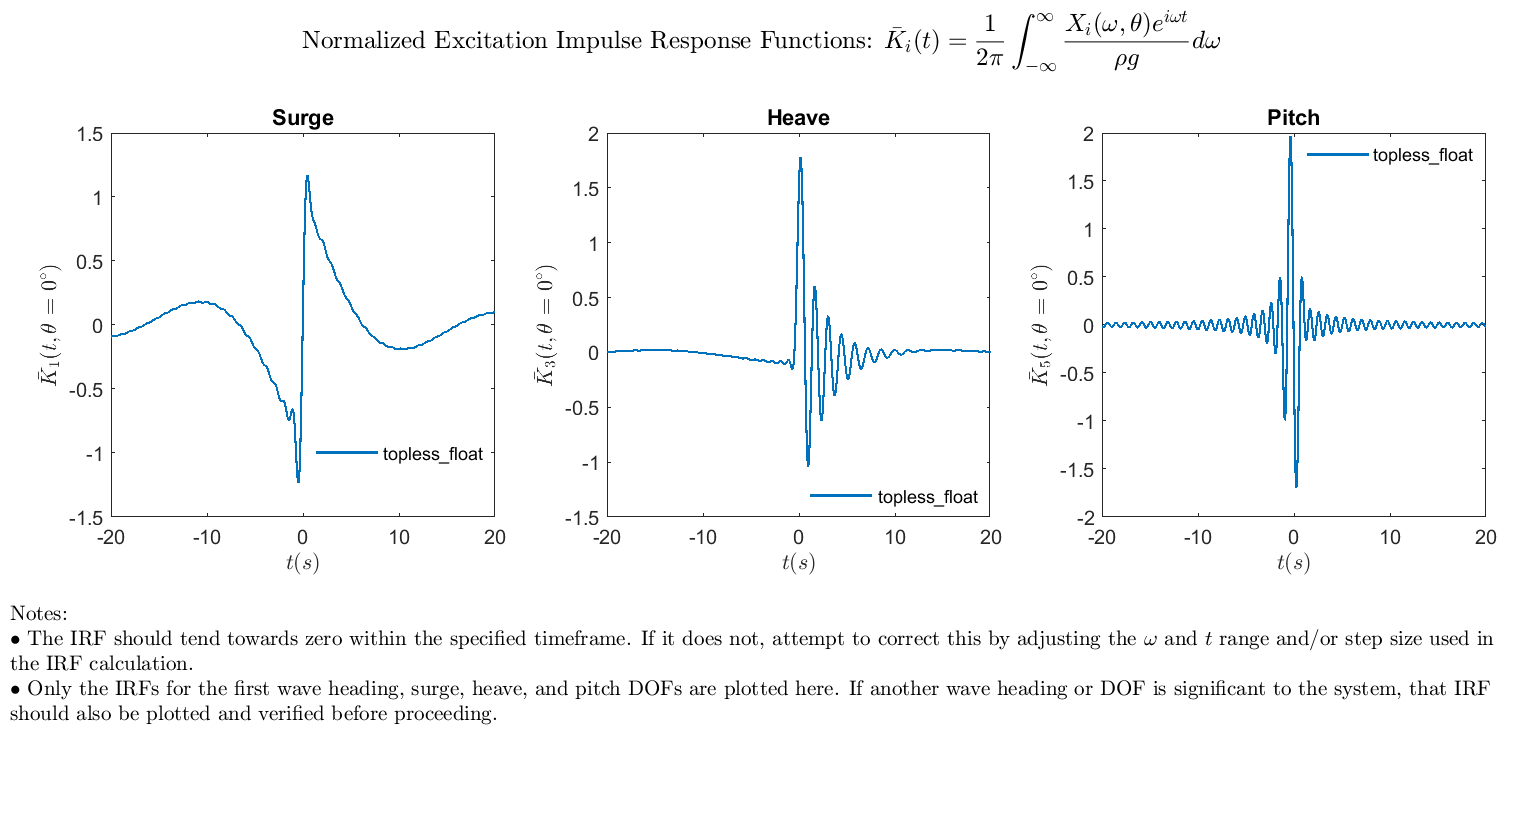 Normalized Excitation Impulse Response Functions: K̄ᵢ(t) = 1/2π ∫_{-∞}^{∞} Xᵢ(ω, θ)e^{iωt}/ρg dω
Surge
1.5
1
0.5
0
-0.5
-1
-1.5
-20 -10 0 10 20
K̄₁(t, θ = 0°)
t(s)
topless_float
Heave
2
1.5
1
0.5
0
-0.5
-1
-1.5
-20 -10 0 10 20
K̄₃(t, θ = 0°)
t(s)
topless_float
Pitch
2
1.5
1
0.5
0
-0.5
-1
-1.5
-2
-20 -10 0 10 20
K̄₅(t, θ = 0°)
t(s)
topless_float
Notes:
• The IRF should tend towards zero within the specified timeframe. If it does not, attempt to correct this by adjusting the ω and t range and/or step size used in
the IRF calculation.
• Only the IRFs for the first wave heading, surge, heave, and pitch DOFs are plotted here. If another wave heading or DOF is significant to the system, that IRF
should also be plotted and verified before proceeding.